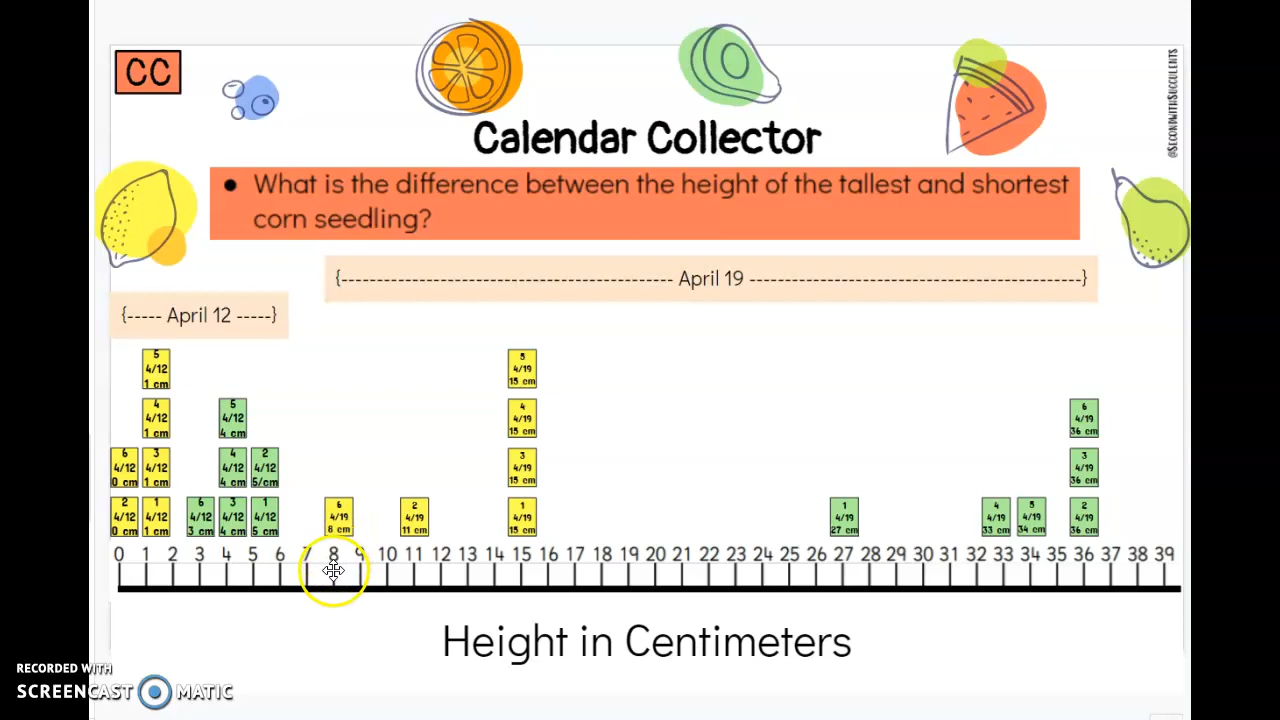 CC
@SECONDWITHSUCCULENTS
Calendar Collector
● What is the difference between the height of the tallest and shortest
corn seedling?
{----------------------------------------------- April 19 -----------------------------------------------}
{----- April 12 -----}
5
4/12
1 cm
4
4/12
1 cm
6
4/12
0 cm
3
4/12
1 cm
2
4/12
0 cm
1
4/12
1 cm
5
4/12
4 cm
4
4/12
4 cm
2
4/12
5/cm
6
4/12
3 cm
3
4/12
4 cm
1
4/12
5 cm
6
4/19
8 cm
2
4/19
11 cm
5
4/19
15 cm
4
4/19
15 cm
3
4/19
15 cm
1
4/19
15 cm
1
4/19
27 cm
4
4/19
33 cm
5
4/19
34 cm
6
4/19
36 cm
3
4/19
36 cm
2
4/19
36 cm
0 1 2 3 4 5 6 7 8 9 10 11 12 13 14 15 16 17 18 19 20 21 22 23 24 25 26 27 28 29 30 31 32 33 34 35 36 37 38 39
Height in Centimeters
RECORDED WITH
SCREENCAST MATIC